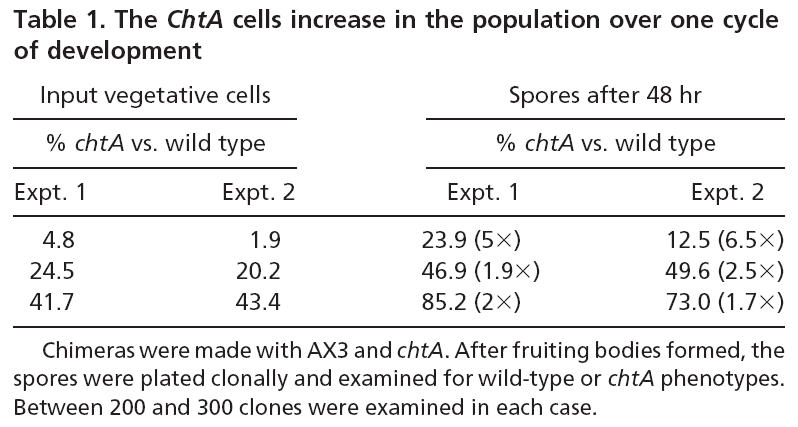 Table 1. The ChtA cells increase in the population over one cycle
of development
Input vegetative cells Spores after 48 hr
% chtA vs. wild type % chtA vs. wild type
Expt. 1 Expt. 2 Expt. 1 Expt. 2
4.8 1.9 23.9 (5×) 12.5 (6.5×)
24.5 20.2 46.9 (1.9×) 49.6 (2.5×)
41.7 43.4 85.2 (2×) 73.0 (1.7×)
Chimeras were made with AX3 and chtA. After fruiting bodies formed, the
spores were plated clonally and examined for wild-type or chtA phenotypes.
Between 200 and 300 clones were examined in each case.